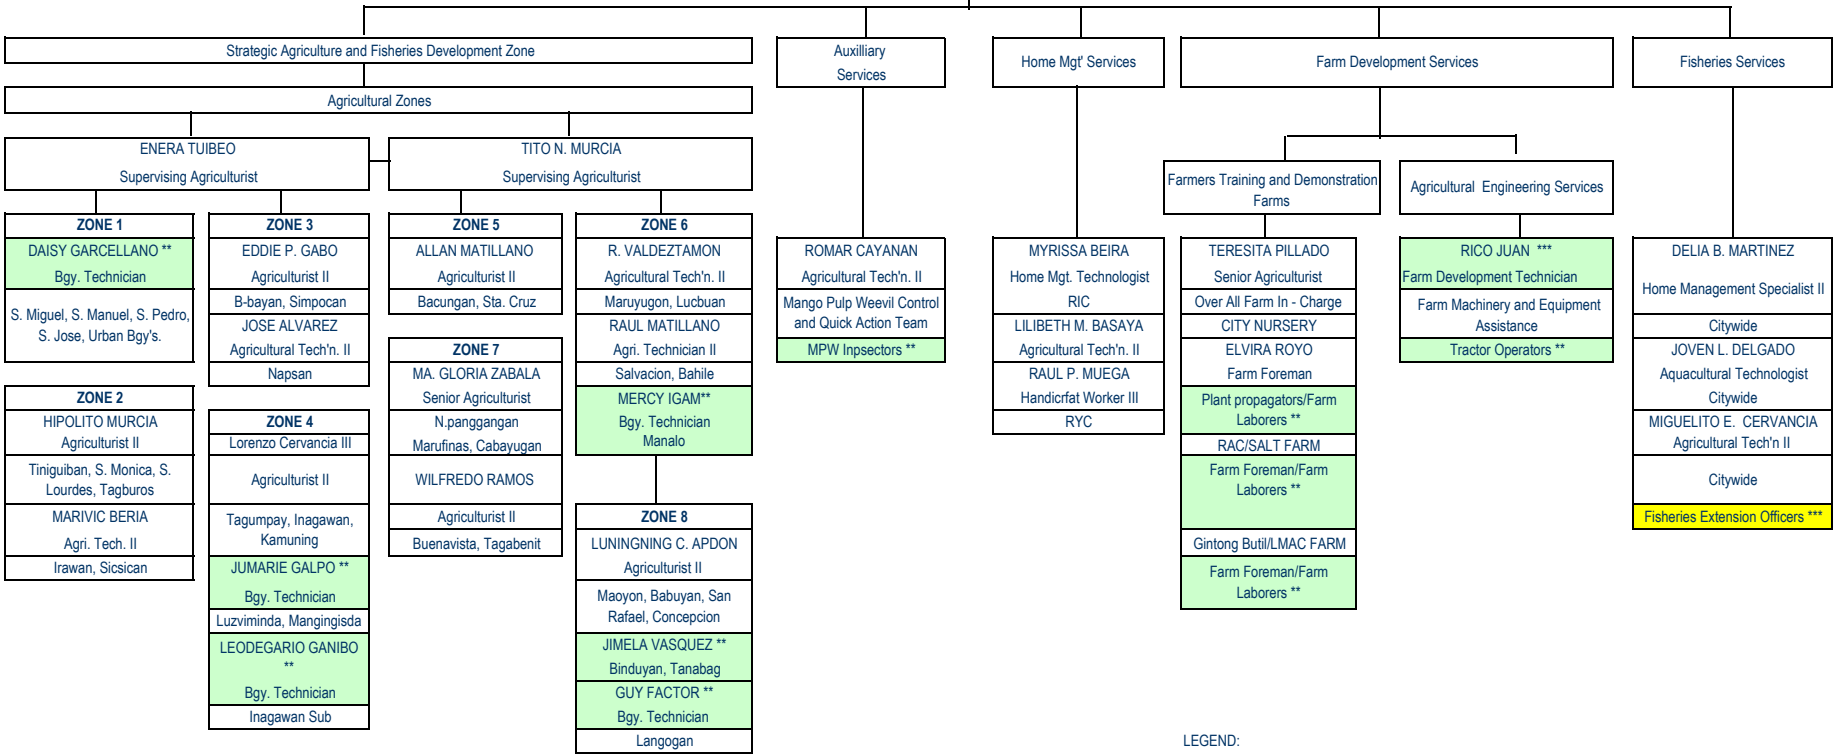 Strategic Agriculture and Fisheries Development Zone
Agricultural Zones
ENERA TUIBEO
Supervising Agriculturist
TITO N. MURCIA
Supervising Agriculturist
ZONE 1
DAISY GARCELLANO **
Bgy. Technician
S. Miguel, S. Manuel, S. Pedro,
S. Jose, Urban Bgy's.
ZONE 2
HIPOLITO MURCIA
Agriculturist II
Tiniguiban, S. Monica, S.
Lourdes, Tagburos
MARIVIC BERIA
Agri. Tech. II
Irawan, Sicsican
ZONE 3
EDDIE P. GABO
Agriculturist II
B-bayan, Simpocan
JOSE ALVAREZ
Agricultural Tech'n. II
Napsan
ZONE 4
Lorenzo Cervancia III
Agriculturist II
Tagumpay, Inagawan,
Kamuning
JUMARIE GALPO **
Bgy. Technician
Luzviminda, Mangingisda
LEODEGARIO GANIBO
**
Bgy. Technician
Inagawan Sub
ZONE 5
ALLAN MATILLANO
Agriculturist II
Bacungan, Sta. Cruz
ZONE 7
MA. GLORIA ZABALA
Senior Agriculturist
N.panggangan
Marufinas, Cabayugan
WILFREDO RAMOS
Agriculturist II
Buenavista, Tagabenit
ZONE 6
R. VALDEZTAMON
Agricultural Tech'n. II
Maruyugon, Lucbuan
RAUL MATILLANO
Agri. Technician II
Salvacion, Bahile
MERCY IGAM**
Bgy. Technician
Manalo
ZONE 8
LUNINGNING C. APDON
Agriculturist II
Maoyon, Babuyan, San
Rafael, Concepcion
JIMELA VASQUEZ **
Binduyan, Tanabag
GUY FACTOR **
Bgy. Technician
Langogan
Auxilliary
Services
ROMAR CAYANAN
Agricultural Tech'n. II
Mango Pulp Weevil Control
and Quick Action Team
MPW Inpsectors **
Home Mgt' Services
MYRISSA BEIRA
Home Mgt. Technologist
RIC
LILIBETH M. BASAYA
Agricultural Tech'n. II
RAUL P. MUEGA
Handicrfat Worker III
RYC
Farm Development Services
Farmers Training and Demonstration
Farms
TERESITA PILLADO
Senior Agriculturist
Over All Farm In - Charge
CITY NURSERY
ELVIRA ROYO
Farm Foreman
Plant propagators/Farm
Laborers **
RAC/SALT FARM
Farm Foreman/Farm
Laborers **
Gintong Butil/LMAC FARM
Farm Foreman/Farm
Laborers **
Agricultural Engineering Services
RICO JUAN ***
Farm Development Technician
Farm Machinery and Equipment
Assistance
Tractor Operators **
Fisheries Services
DELIA B. MARTINEZ
Home Management Specialist II
Citywide
JOVEN L. DELGADO
Aquacultural Technologist
Citywide
MIGUELITO E. CERVANCIA
Agricultural Tech'n II
Citywide
Fisheries Extension Officers ***
LEGEND: